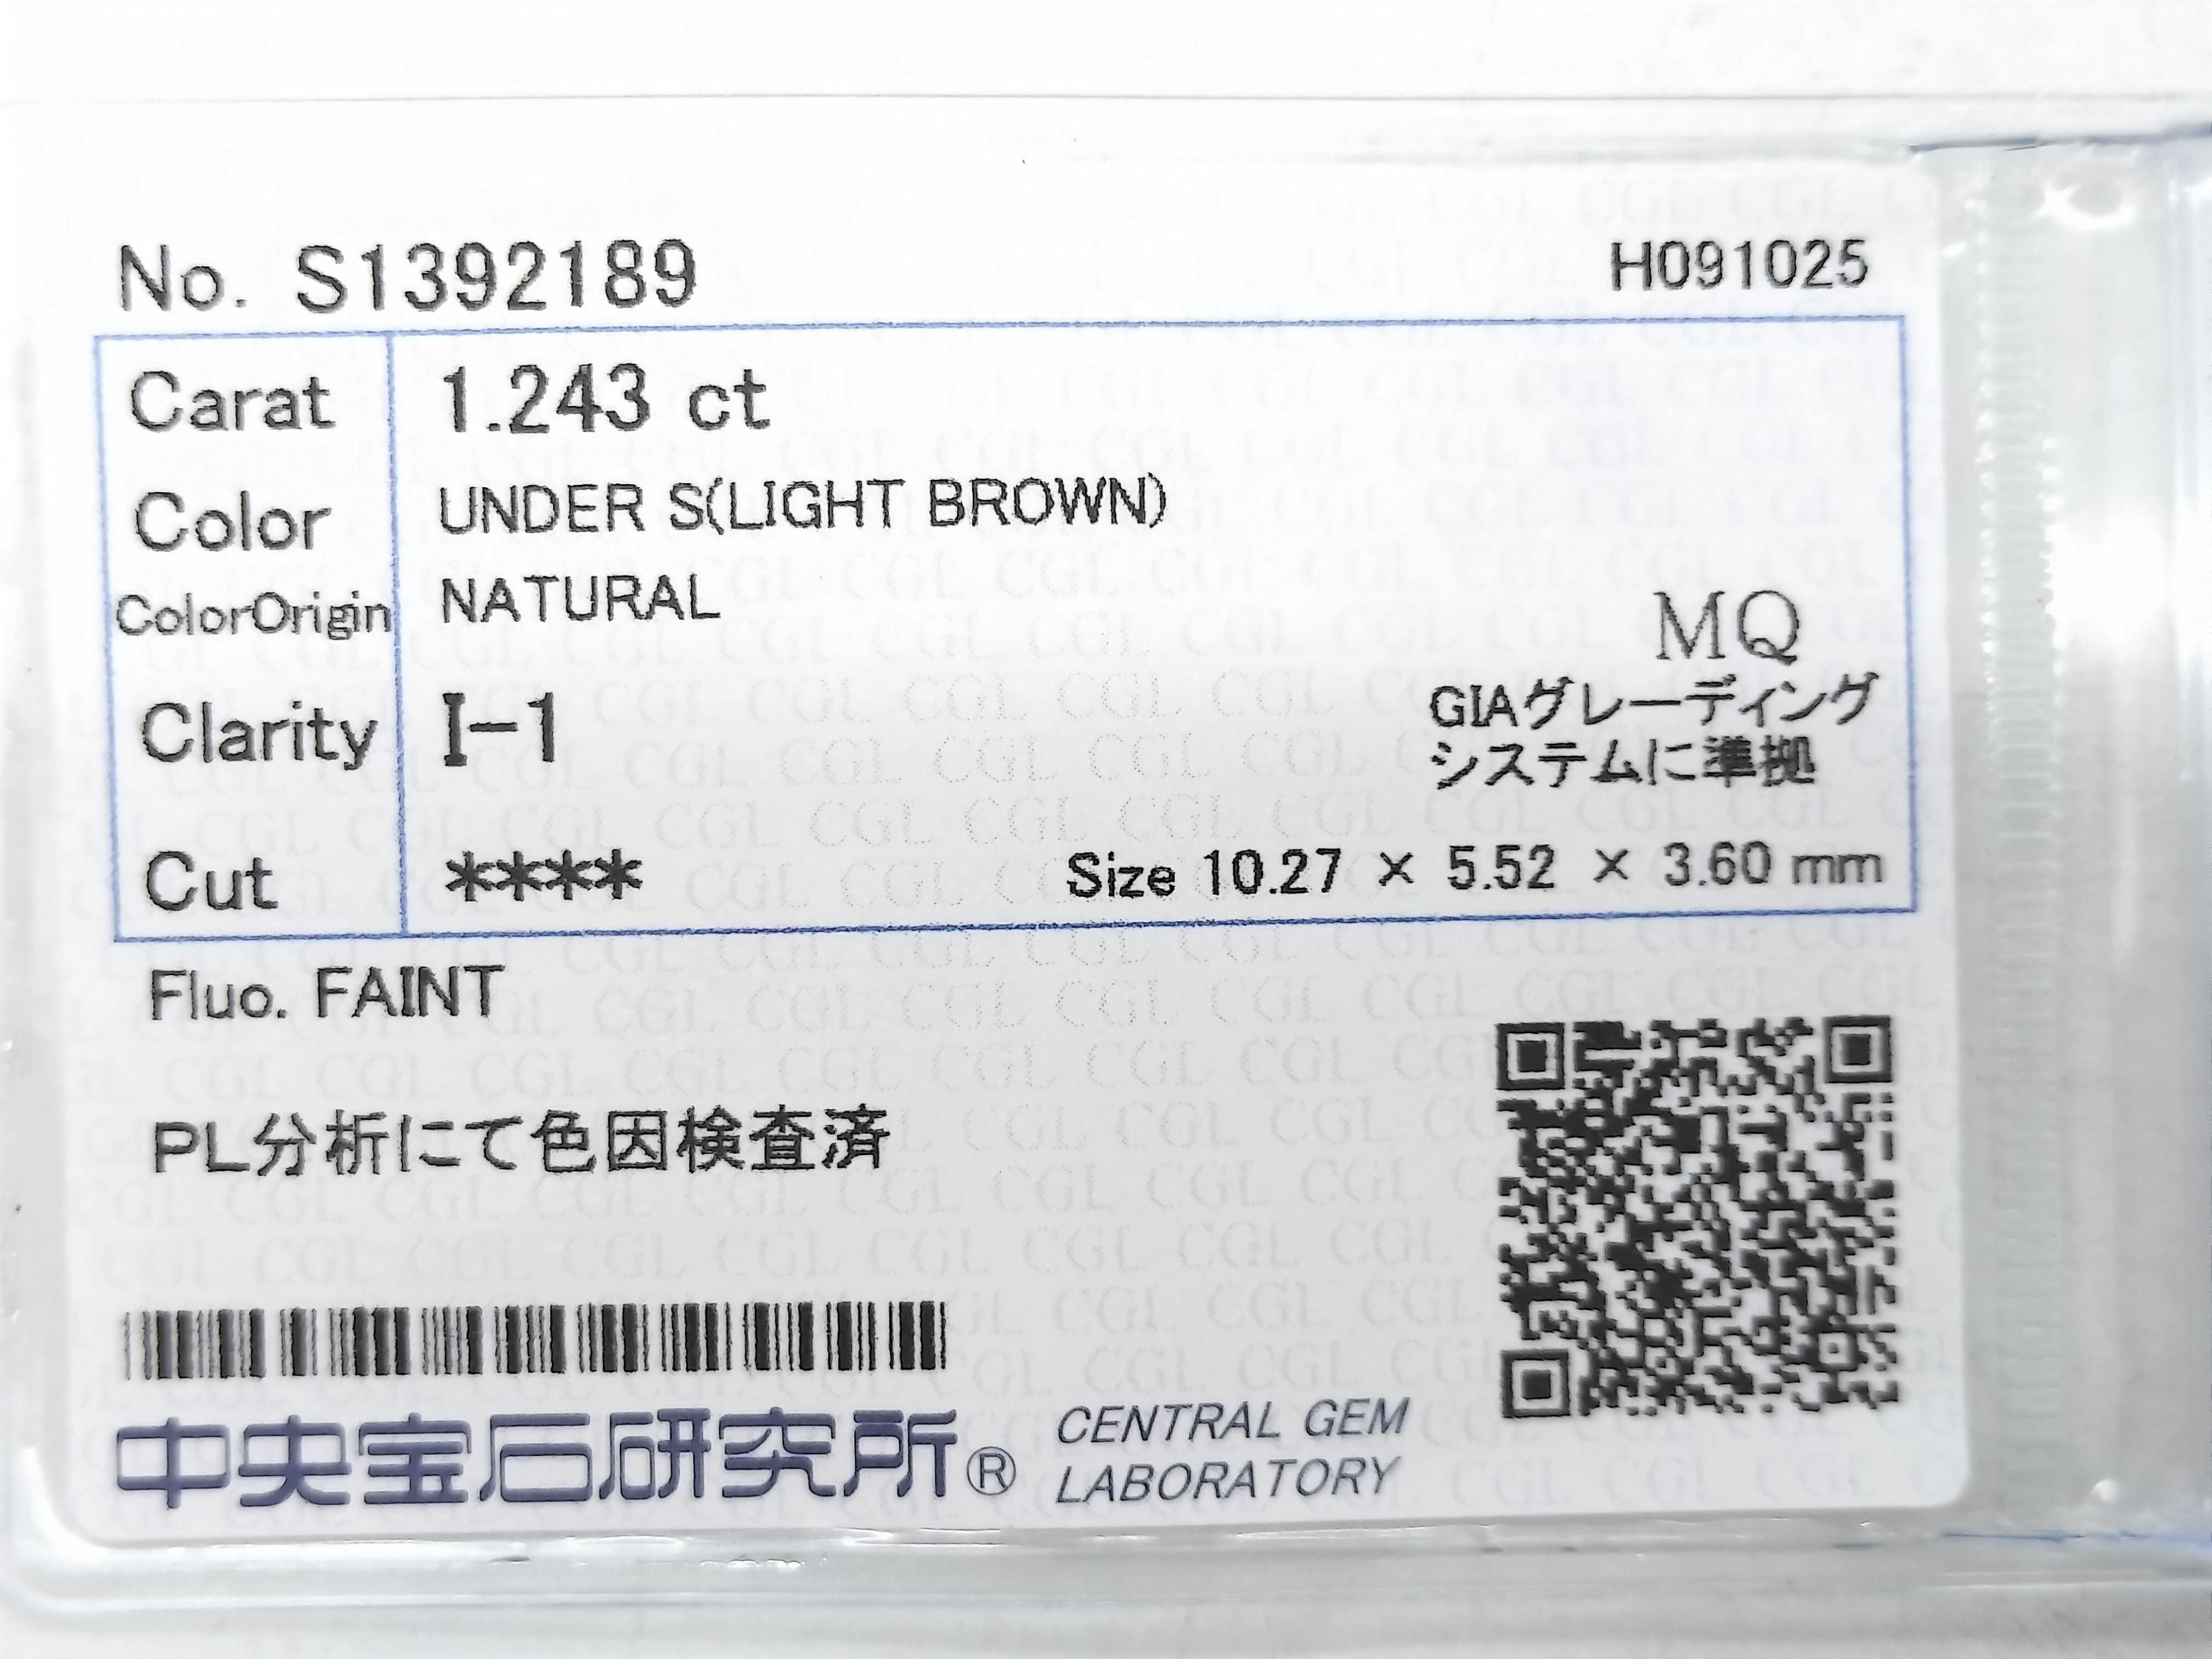 No. S1392189 H091025
Carat 1.243 ct
Color UNDER S(LIGHT BROWN)
ColorOrigin NATURAL
MQ
Clarity I-1
GIAグレーディング
システムに準拠
Cut **** Size 10.27 × 5.52 × 3.60 mm
Fluo. FAINT
PL分析にて色因検査済
中央宝石研究所® CENTRAL GEM
LABORATORY